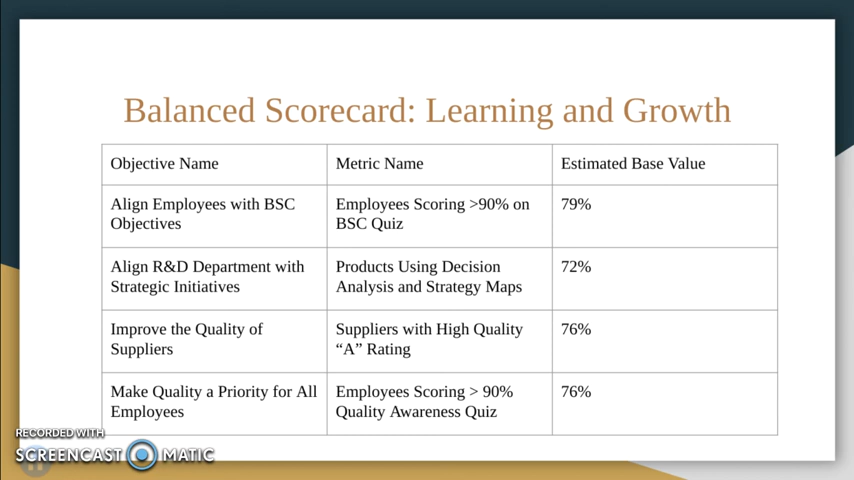 Balanced Scorecard: Learning and Growth
Objective Name
Metric Name
Estimated Base Value
Align Employees with BSC
Objectives
Employees Scoring >90% on
BSC Quiz
79%
Align R&D Department with
Strategic Initiatives
Products Using Decision
Analysis and Strategy Maps
72%
Improve the Quality of
Suppliers
Suppliers with High Quality
“A” Rating
76%
Make Quality a Priority for All
Employees
Employees Scoring > 90%
Quality Awareness Quiz
76%
RECORDED WITH
SCREENCAST MATIC